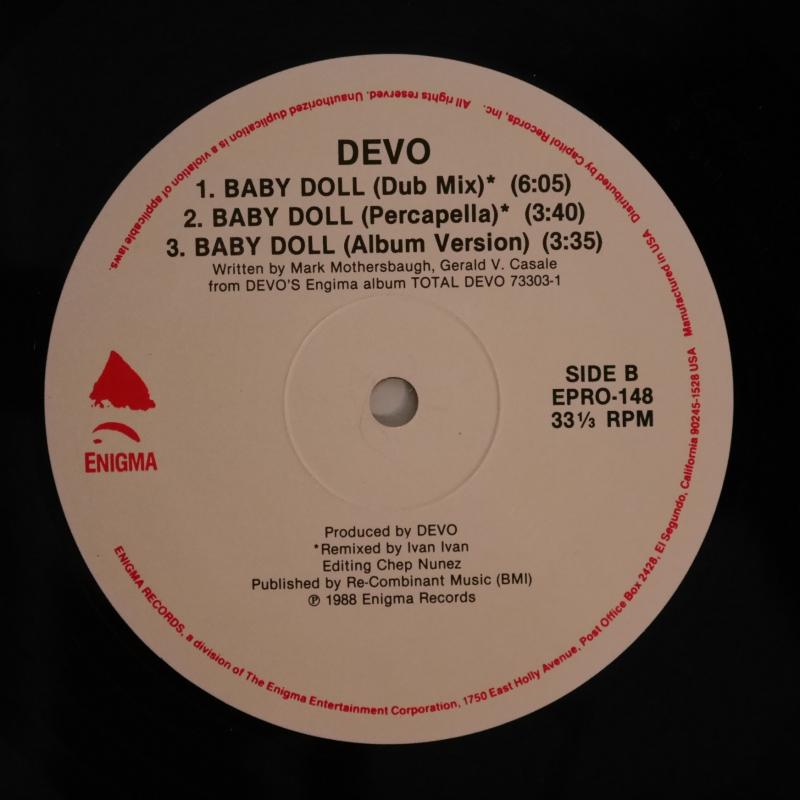 DEVO
1. BABY DOLL (Dub Mix)* (6:05)
2. BABY DOLL (Percapella)* (3:40)
3. BABY DOLL (Album Version) (3:35)
Written by Mark Mothersbaugh, Gerald V. Casale
from DEVO'S Engima album TOTAL DEVO 73303-1
SIDE B
EPRO-148
33⅓ RPM
ENIGMA
Produced by DEVO
*Remixed by Ivan Ivan
Editing Chep Nunez
Published by Re-Combinant Music (BMI)
℗ 1988 Enigma Records
ENIGMA RECORDS, a division of The Enigma Entertainment Corporation, 1750 East Holly Avenue, Post Office Box 2428, El Segundo, California 90245-1528 USA Manufactured in USA Distributed by Capitol Records, Inc. All rights reserved. Unauthorized duplication is a violation of applicable laws.